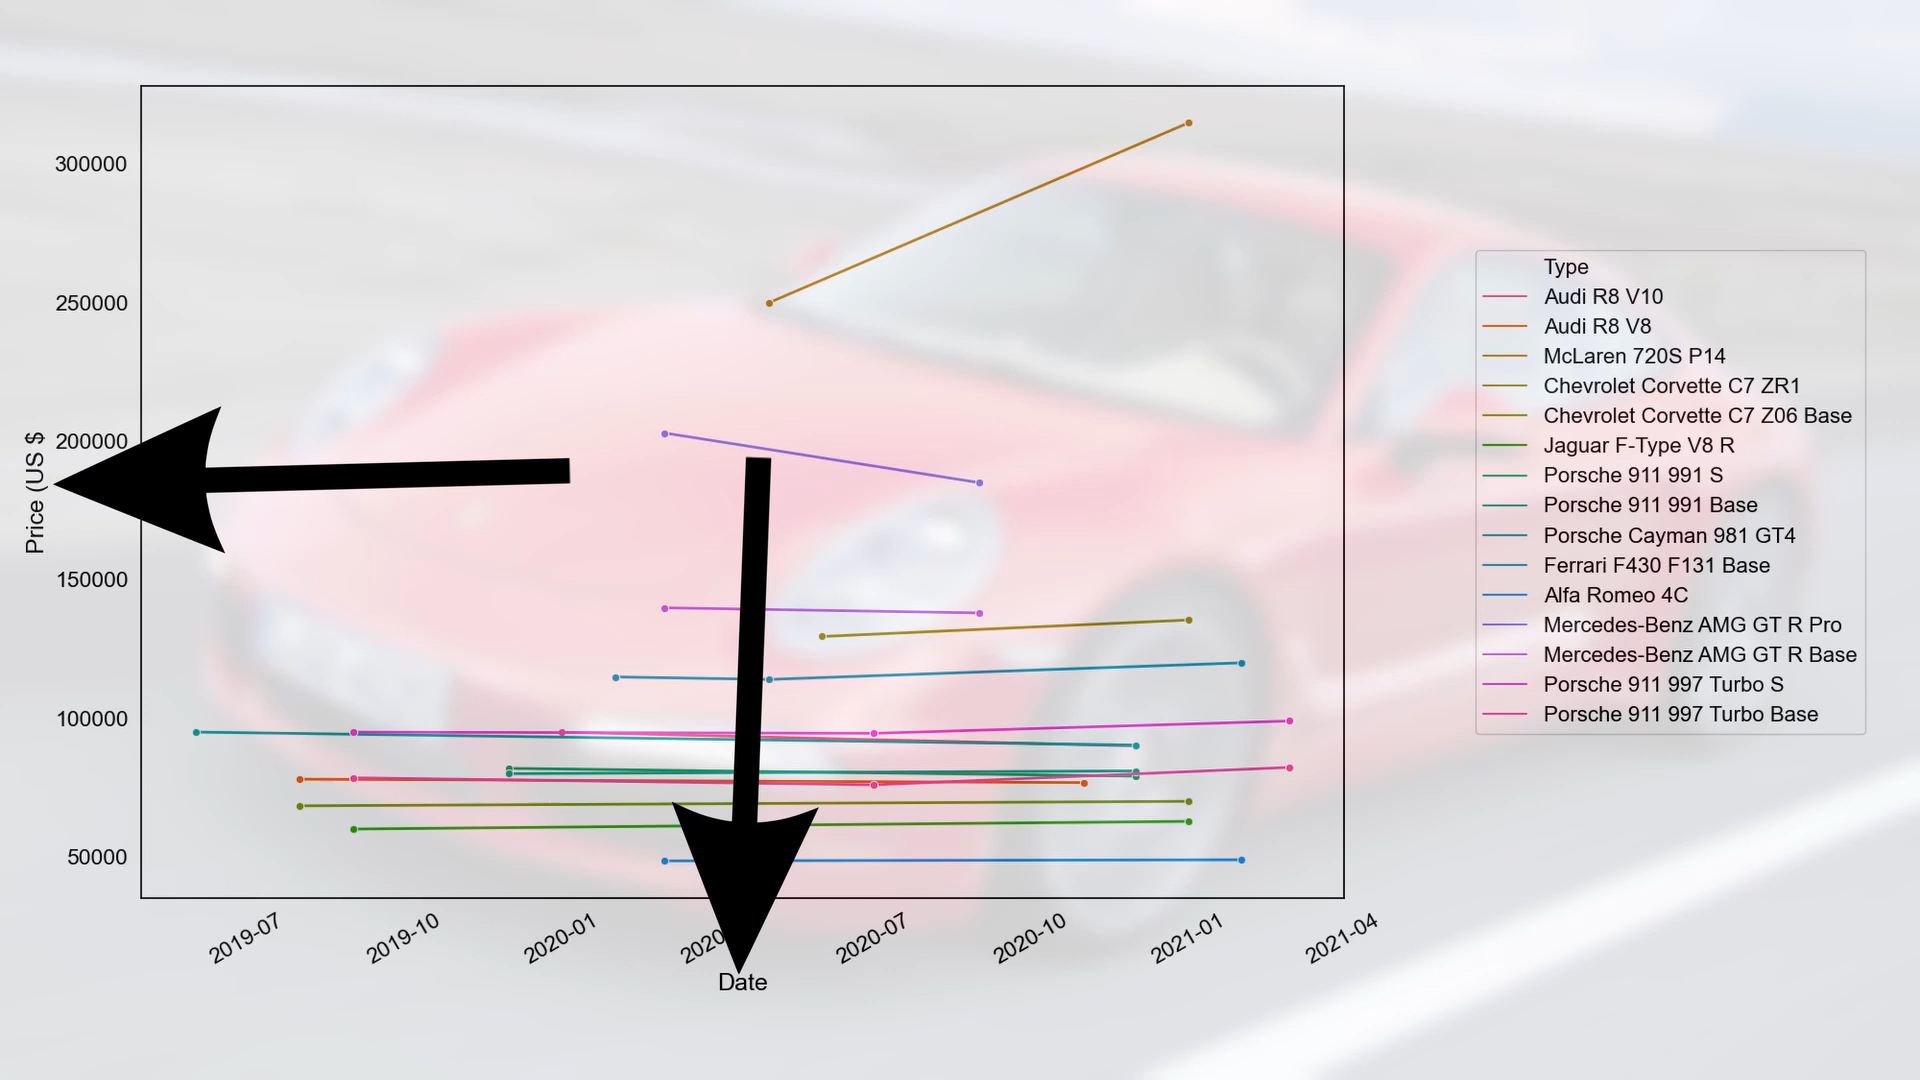 300000
250000
200000
150000
100000
50000
Price (US $
2019-07
2019-10
2020-01
2020-07
2020-10
2021-01
2021-04
Date
Type
Audi R8 V10
Audi R8 V8
McLaren 720S P14
Chevrolet Corvette C7 ZR1
Chevrolet Corvette C7 Z06 Base
Jaguar F-Type V8 R
Porsche 911 991 S
Porsche 911 991 Base
Porsche Cayman 981 GT4
Ferrari F430 F131 Base
Alfa Romeo 4C
Mercedes-Benz AMG GT R Pro
Mercedes-Benz AMG GT R Base
Porsche 911 997 Turbo S
Porsche 911 997 Turbo Base